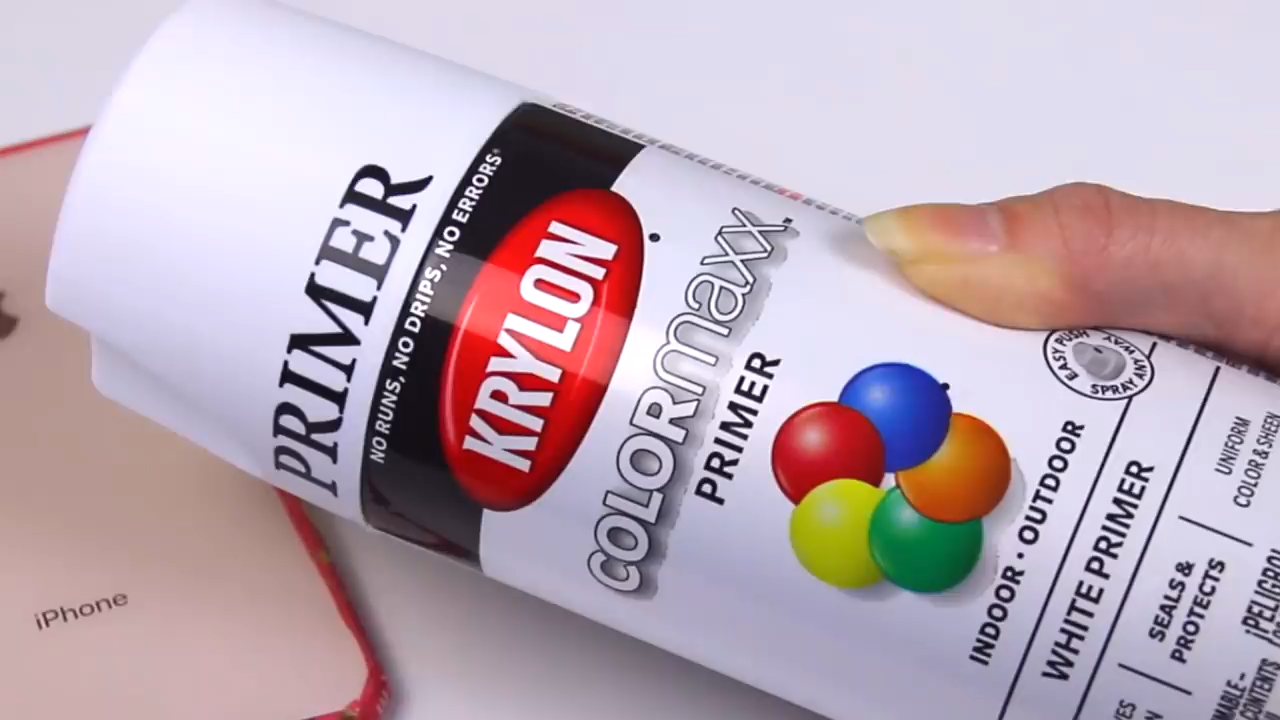 PRIMER
NO RUNS, NO DRIPS, NO ERRORS®
KRYLON
COLORmaxx
PRIMER
EASY PUSH
SPRAY ANY WAY
INDOOR · OUTDOOR
WHITE PRIMER
UNIFORM
COLOR & SHEEN
SEALS &
PROTECTS
¡PELIGRO!
CONTENTS
iPhone